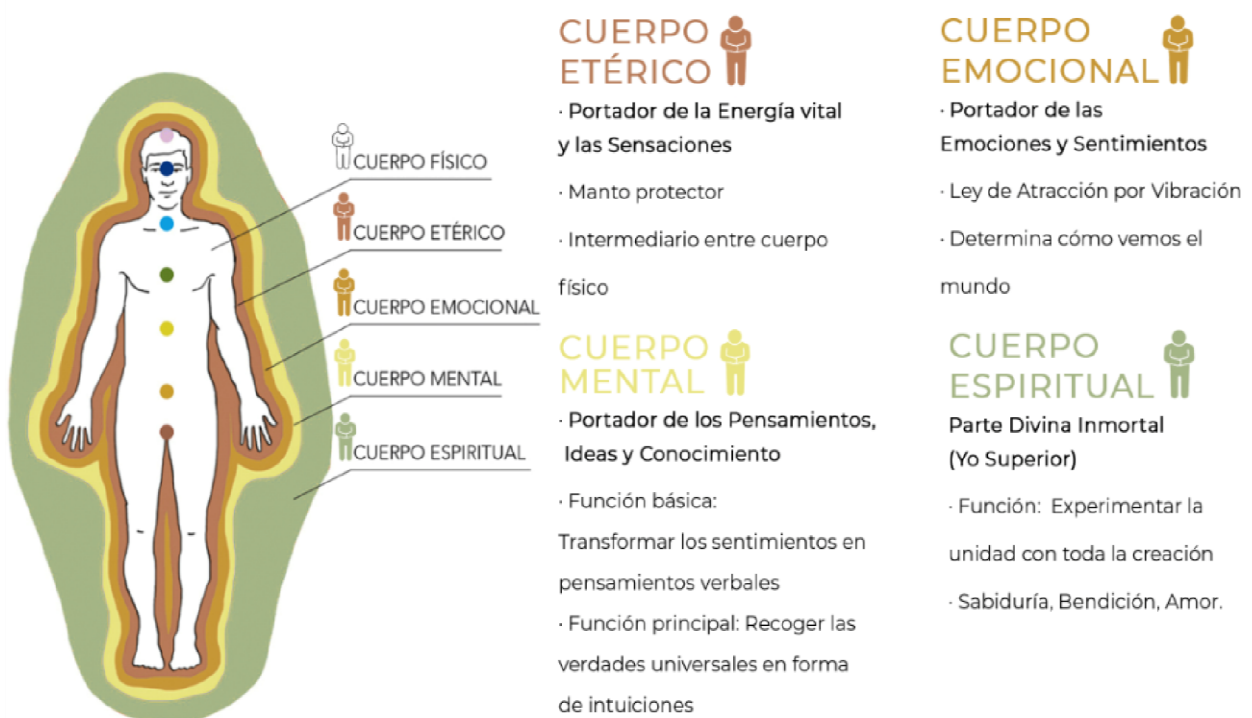 CUERPO FÍSICO
CUERPO ETÉRICO
CUERPO EMOCIONAL
CUERPO MENTAL
CUERPO ESPIRITUAL
CUERPO
ETÉRICO
· Portador de la Energía vital
y las Sensaciones
· Manto protector
· Intermediario entre cuerpo
físico
CUERPO
EMOCIONAL
· Portador de las
Emociones y Sentimientos
· Ley de Atracción por Vibración
· Determina cómo vemos el
mundo
CUERPO
MENTAL
· Portador de los Pensamientos,
Ideas y Conocimiento
· Función básica:
Transformar los sentimientos en
pensamientos verbales
· Función principal: Recoger las
verdades universales en forma
de intuiciones
CUERPO
ESPIRITUAL
Parte Divina Inmortal
(Yo Superior)
· Función: Experimentar la
unidad con toda la creación
· Sabiduría, Bendición, Amor.